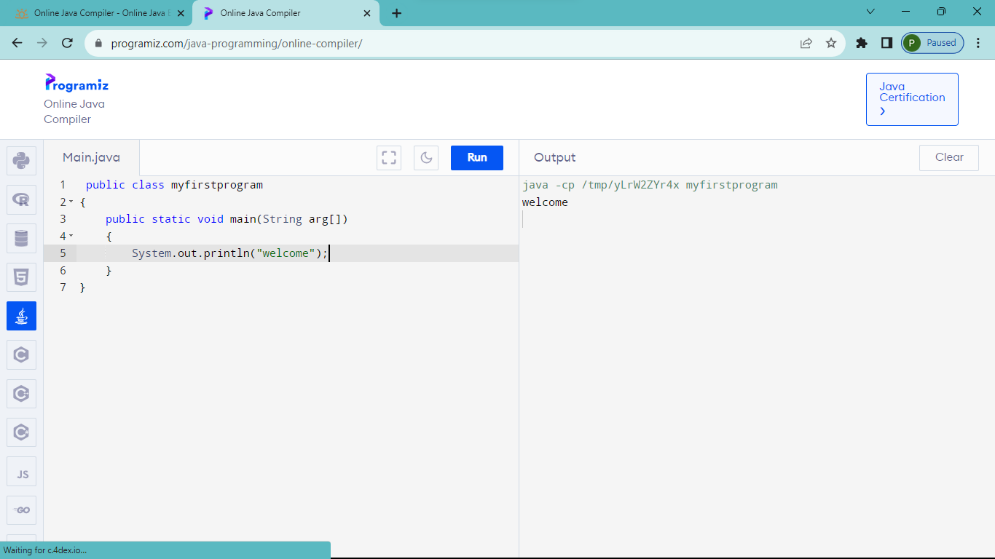 Online Java Compiler - Online Java E
Online Java Compiler
programiz.com/java-programming/online-compiler/
P Paused
Programiz
Online Java
Compiler
Java
Certification
Main.java
Run
Output
Clear
1 public class myfirstprogram
2 {
3 public static void main(String arg[])
4 {
5 System.out.println("welcome");
6 }
7 }
java -cp /tmp/yLrW2ZYr4x myfirstprogram
welcome
R
5
C
C
C
JS
GO
Waiting for c.4dex.io...